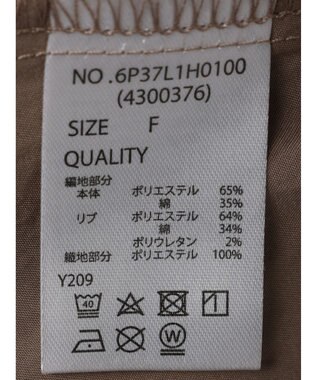 NO .6P37L1H0100
(4300376)
SIZE F
QUALITY
編地部分
本体 ポリエステル 65%
綿 35%
リブ ポリエステル 64%
綿 34%
ポリウレタン 2%
織地部分 ポリエステル 100%
Y209
40
W